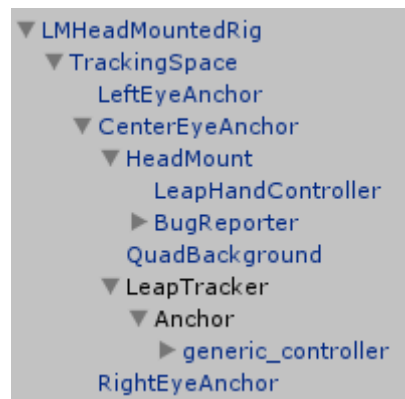 LMHeadMountedRig
TrackingSpace
LeftEyeAnchor
CenterEyeAnchor
HeadMount
LeapHandController
BugReporter
QuadBackground
LeapTracker
Anchor
generic_controller
RightEyeAnchor